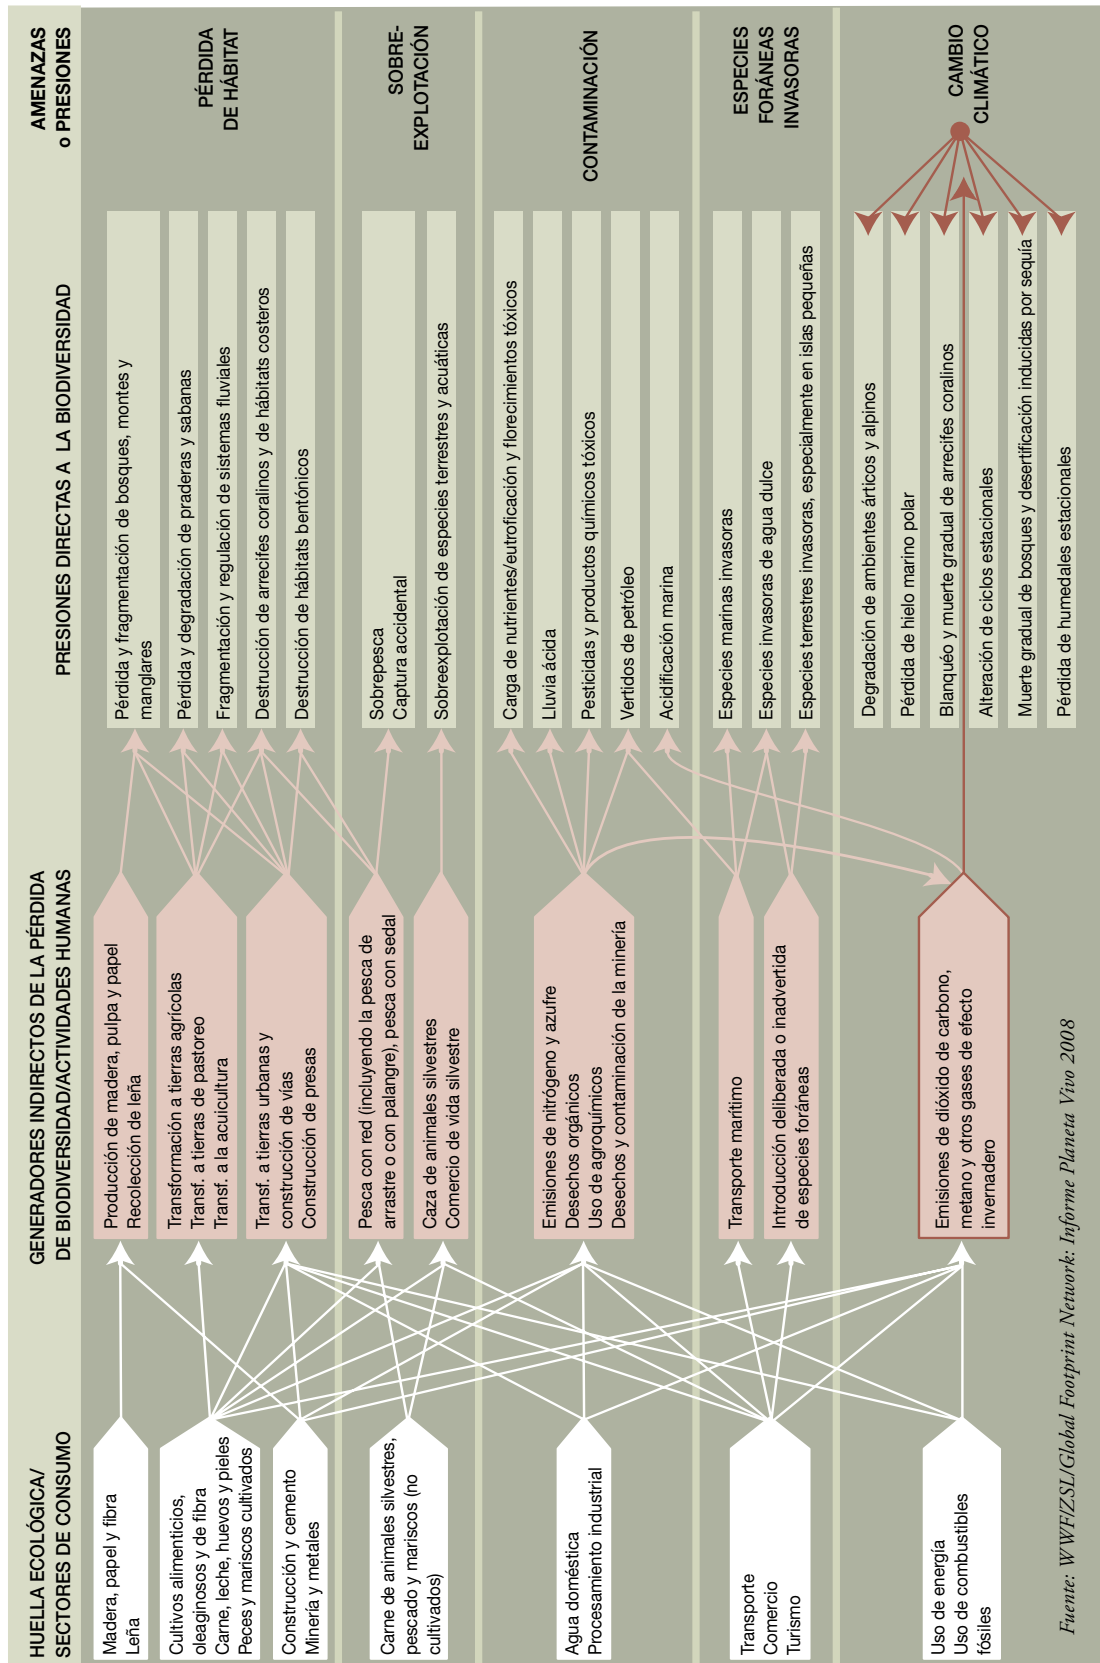 HUELLA ECOLÓGICA/
SECTORES DE CONSUMO
GENERADORES INDIRECTOS DE LA PÉRDIDA
DE BIODIVERSIDAD/ACTIVIDADES HUMANAS
PRESIONES DIRECTAS A LA BIODIVERSIDAD
AMENAZAS
o PRESIONES
Madera, papel y fibra
Leña
Cultivos alimenticios,
oleaginosos y de fibra
Carne, leche, huevos y pieles
Peces y mariscos cultivados
Construcción y cemento
Minería y metales
Carne de animales silvestres,
pescado y mariscos (no
cultivados)
Agua doméstica
Procesamiento industrial
Transporte
Comercio
Turismo
Uso de energía
Uso de combustibles
fósiles
Producción de madera, pulpa y papel
Recolección de leña
Transformación a tierras agrícolas
Transf. a tierras de pastoreo
Transf. a la acuicultura
Transf. a tierras urbanas y
construcción de vías
Construcción de presas
Pesca con red (incluyendo la pesca de
arrastre o con palangre), pesca con sedal
Caza de animales silvestres
Comercio de vida silvestre
Emisiones de nitrógeno y azufre
Desechos orgánicos
Uso de agroquímicos
Desechos y contaminación de la minería
Transporte marítimo
Introducción deliberada o inadvertida
de especies foráneas
Emisiones de dióxido de carbono,
metano y otros gases de efecto
invernadero
Pérdida y fragmentación de bosques, montes y
manglares
Pérdida y degradación de praderas y sabanas
Fragmentación y regulación de sistemas fluviales
Destrucción de arrecifes coralinos y de hábitats costeros
Destrucción de hábitats bentónicos
Sobrepesca
Captura accidental
Sobreexplotación de especies terrestres y acuáticas
Carga de nutrientes/eutroficación y florecimientos tóxicos
Lluvia ácida
Pesticidas y productos químicos tóxicos
Vertidos de petróleo
Acidificación marina
Especies marinas invasoras
Especies invasoras de agua dulce
Especies terrestres invasoras, especialmente en islas pequeñas
Degradación de ambientes árticos y alpinos
Pérdida de hielo marino polar
Blanquéo y muerte gradual de arrecifes coralinos
Alteración de ciclos estacionales
Muerte gradual de bosques y desertificación inducidas por sequía
Pérdida de humedales estacionales
PÉRDIDA
DE HÁBITAT
SOBRE-
EXPLOTACIÓN
CONTAMINACIÓN
ESPECIES
FORÁNEAS
INVASORAS
CAMBIO
CLIMÁTICO
Fuente: WWF/ZSL/Global Footprint Network: Informe Planeta Vivo 2008